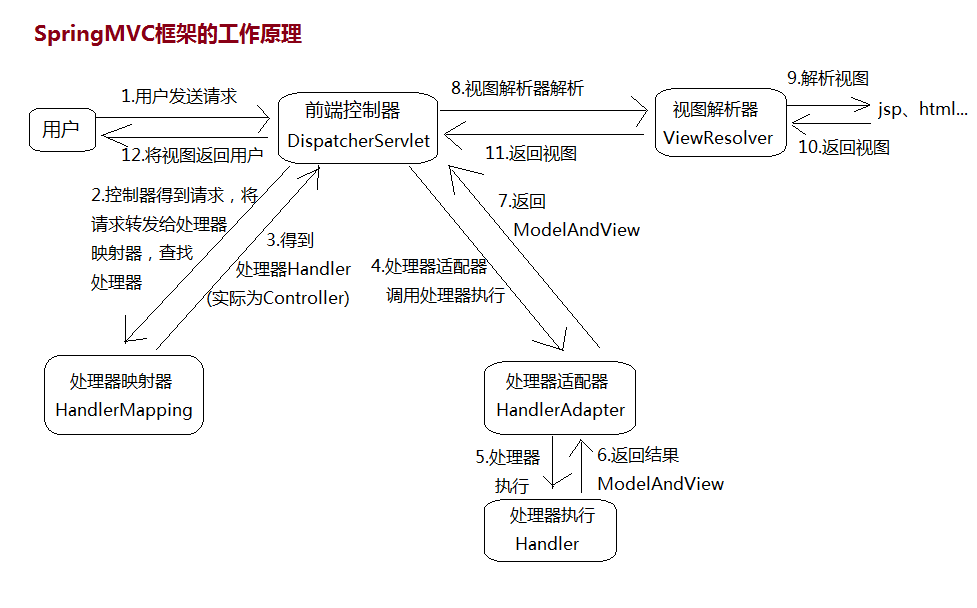 SpringMVC框架的工作原理
1.用户发送请求
用户
12.将视图返回用户
前端控制器
DispatcherServlet
8.视图解析器解析
11.返回视图
视图解析器
ViewResolver
9.解析视图
jsp、html...
10.返回视图
2.控制器得到请求，将
请求转发给处理器
映射器，查找
处理器
3.得到
处理器Handler
(实际为Controller)
4.处理器适配器
调用处理器执行
7.返回
ModelAndView
处理器映射器
HandlerMapping
处理器适配器
HandlerAdapter
5.处理器
执行
6.返回结果
ModelAndView
处理器执行
Handler